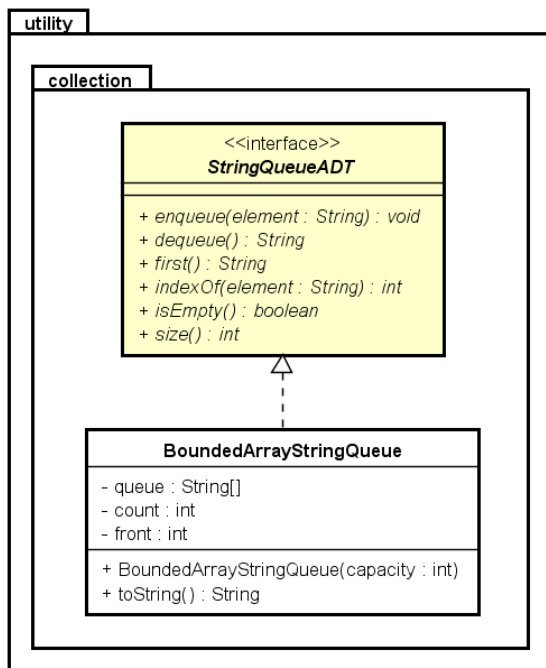 utility
collection
<<interface>>
StringQueueADT
+ enqueue(element : String) : void
+ dequeue() : String
+ first() : String
+ indexOf(element : String) : int
+ isEmpty() : boolean
+ size() : int
BoundedArrayStringQueue
- queue : String[]
- count : int
- front : int
+ BoundedArrayStringQueue(capacity : int)
+ toString() : String